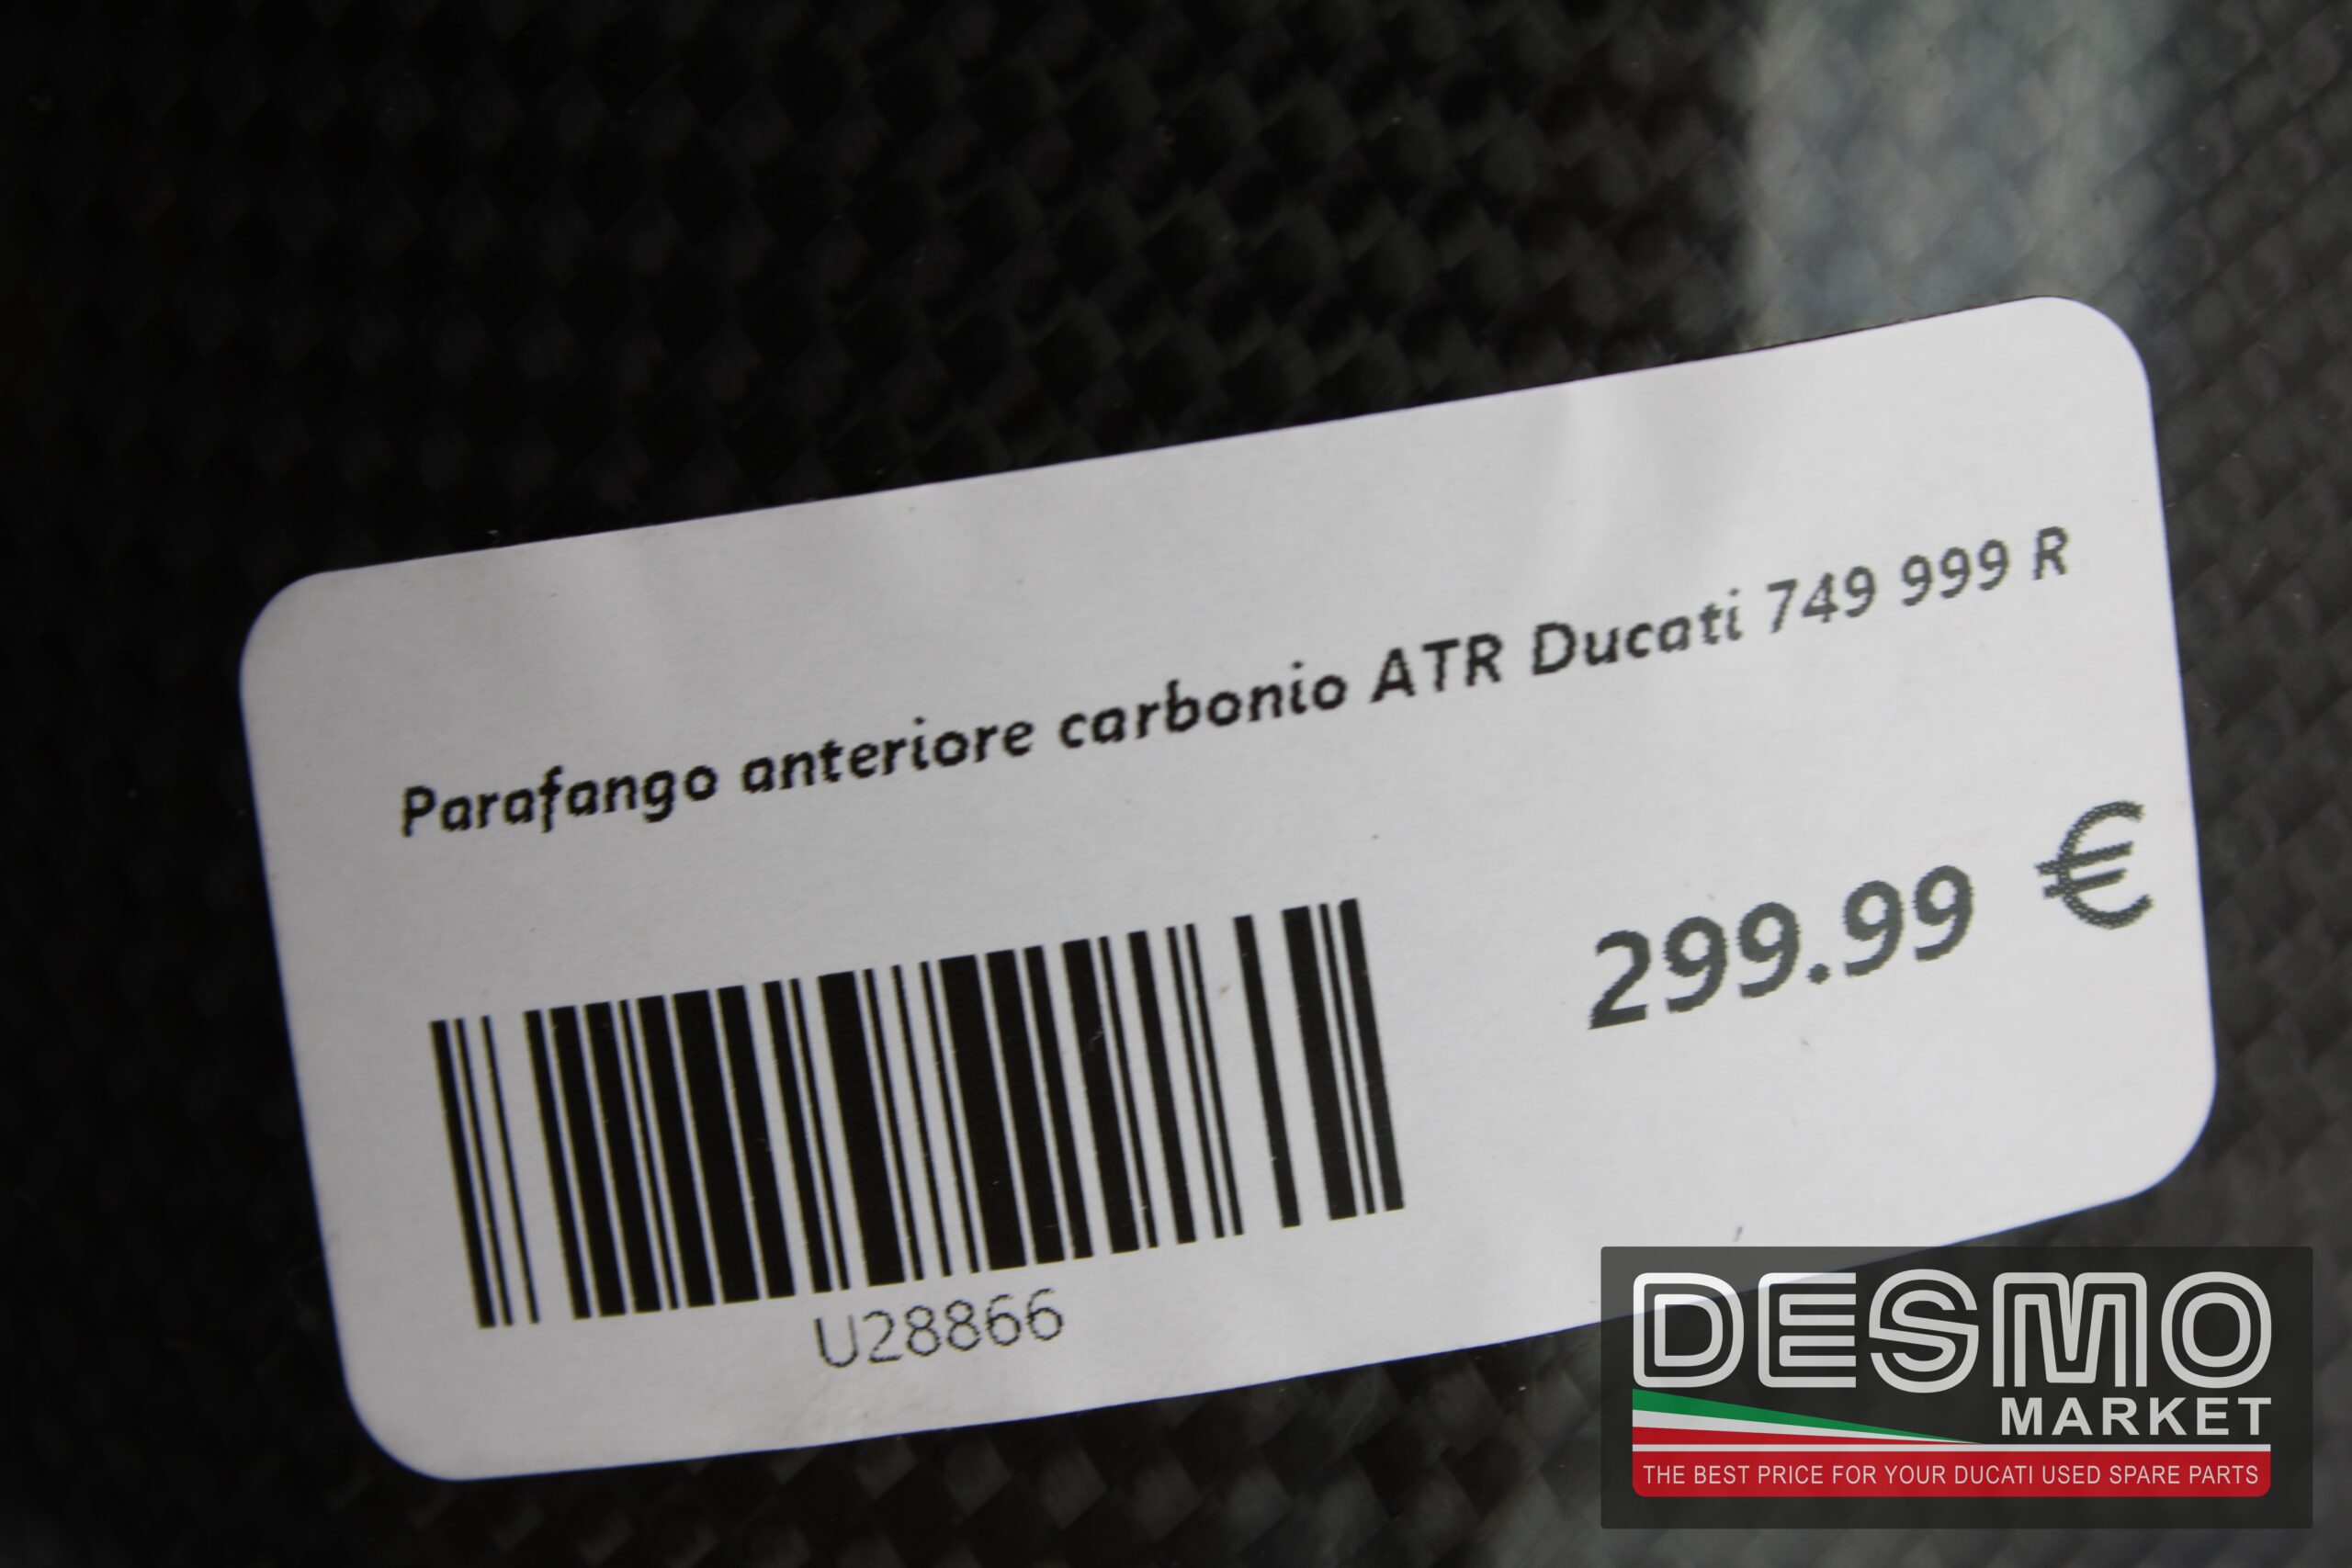 Parafango anteriore carbonio ATR Ducati 749 999 R
299.99 €
U28866
DESMO
MARKET
THE BEST PRICE FOR YOUR DUCATI USED SPARE PARTS